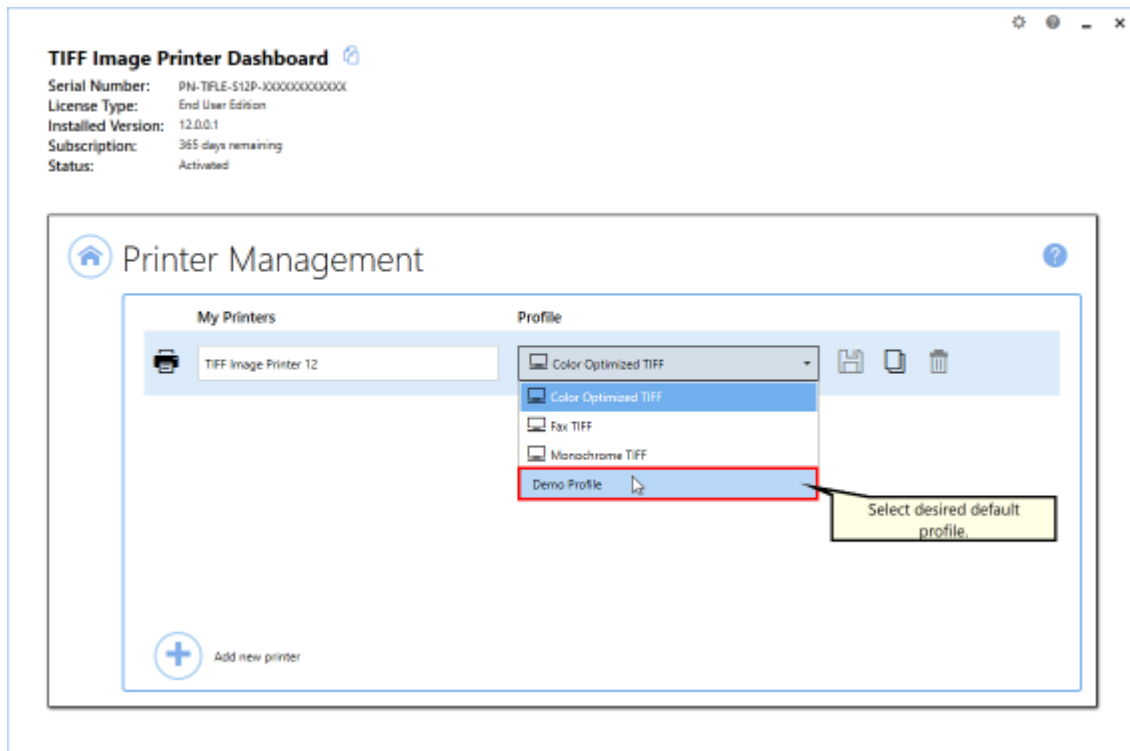 TIFF Image Printer Dashboard
Serial Number: PN-TIFLE-S12P-XXXXXXXXXXXX
License Type: End User Edition
Installed Version: 12.0.0.1
Subscription: 365 days remaining
Status: Activated
Printer Management
My Printers Profile
TIFF Image Printer 12 Color Optimized TIFF
Color Optimized TIFF
Fax TIFF
Monochrome TIFF
Demo Profile
Select desired default
profile.
Add new printer